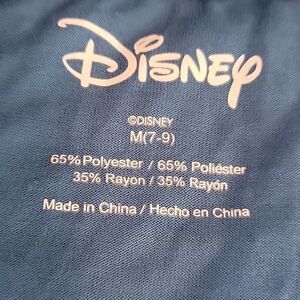 Disney
©DISNEY
M(7-9)
65% Polyester / 65% Poliéster
35% Rayon / 35% Rayón
Made in China / Hecho en China